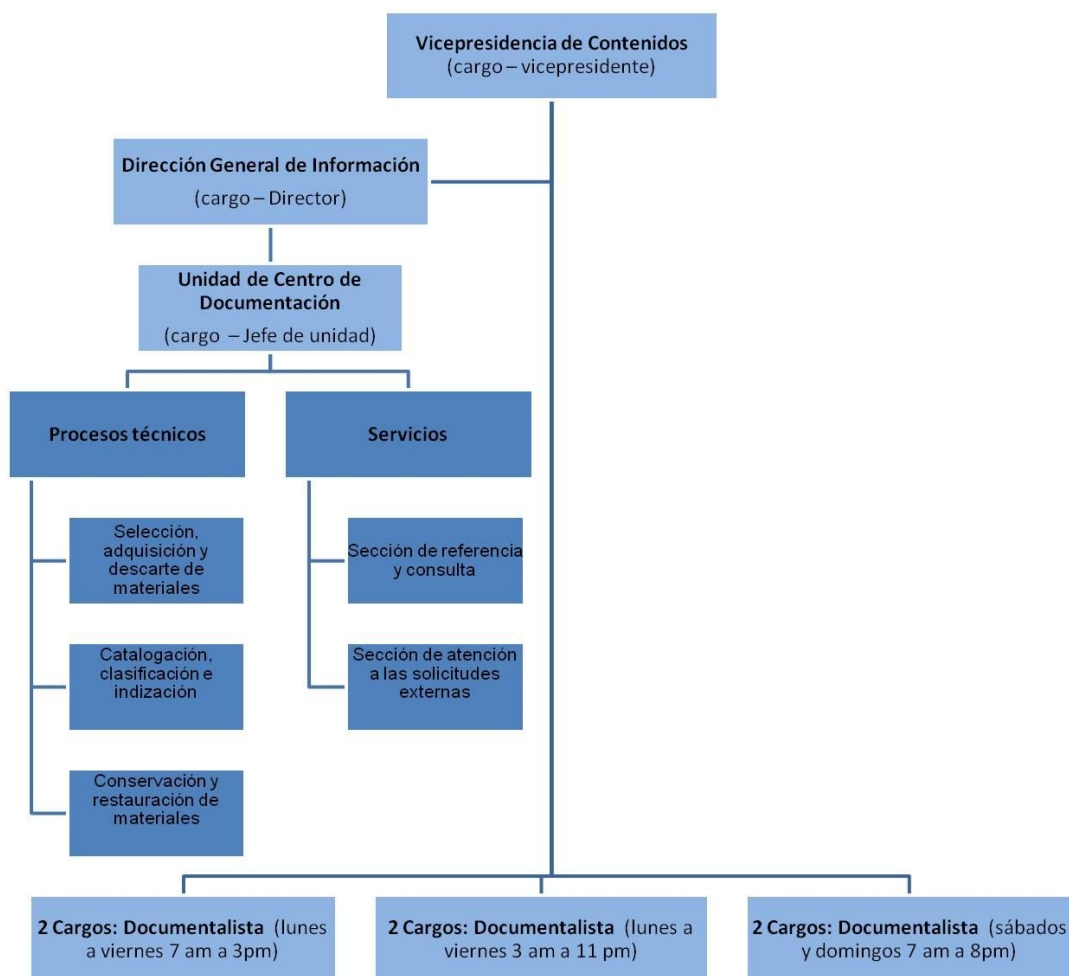 Vicepresidencia de Contenidos
(cargo – vicepresidente)
Dirección General de Información
(cargo – Director)
Unidad de Centro de
Documentación
(cargo – Jefe de unidad)
Procesos técnicos
Servicios
Selección,
adquisición y
descarte de
materiales
Sección de referencia
y consulta
Catalogación,
clasificación e
indización
Sección de atención
a las solicitudes
externas
Conservación y
restauración de
materiales
2 Cargos: Documentalista (lunes
a viernes 7 am a 3pm)
2 Cargos: Documentalista (lunes a
viernes 3 am a 11 pm)
2 Cargos: Documentalista (sábados
y domingos 7 am a 8pm)